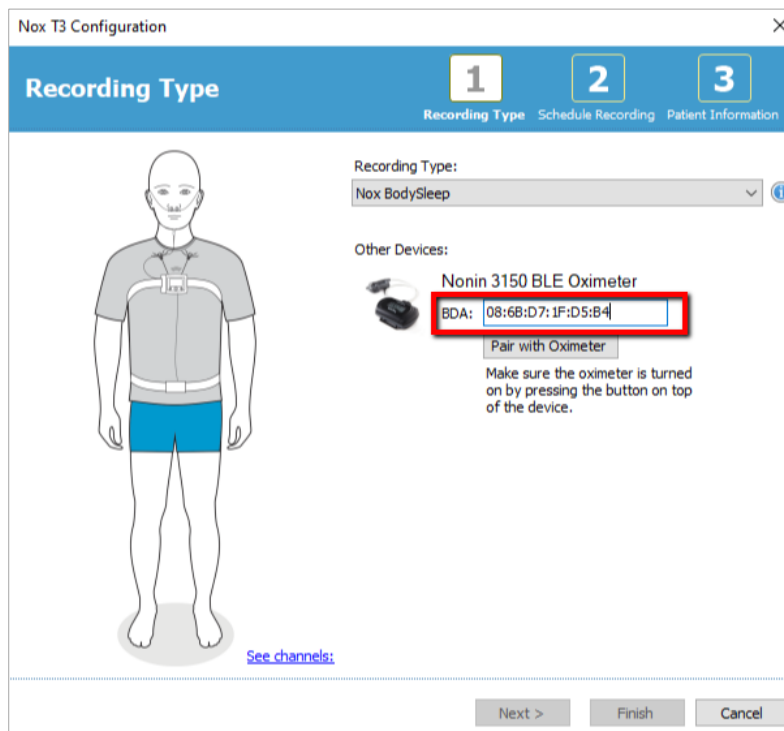 Nox T3 Configuration
Recording Type
1
Recording Type
2
Schedule Recording
3
Patient Information
Recording Type:
Nox BodySleep
Other Devices:
Nonin 3150 BLE Oximeter
BDA: 08:6B:D7:1F:D5:B4
Pair with Oximeter
Make sure the oximeter is turned
on by pressing the button on top
of the device.
See channels:
Next >
Finish
Cancel